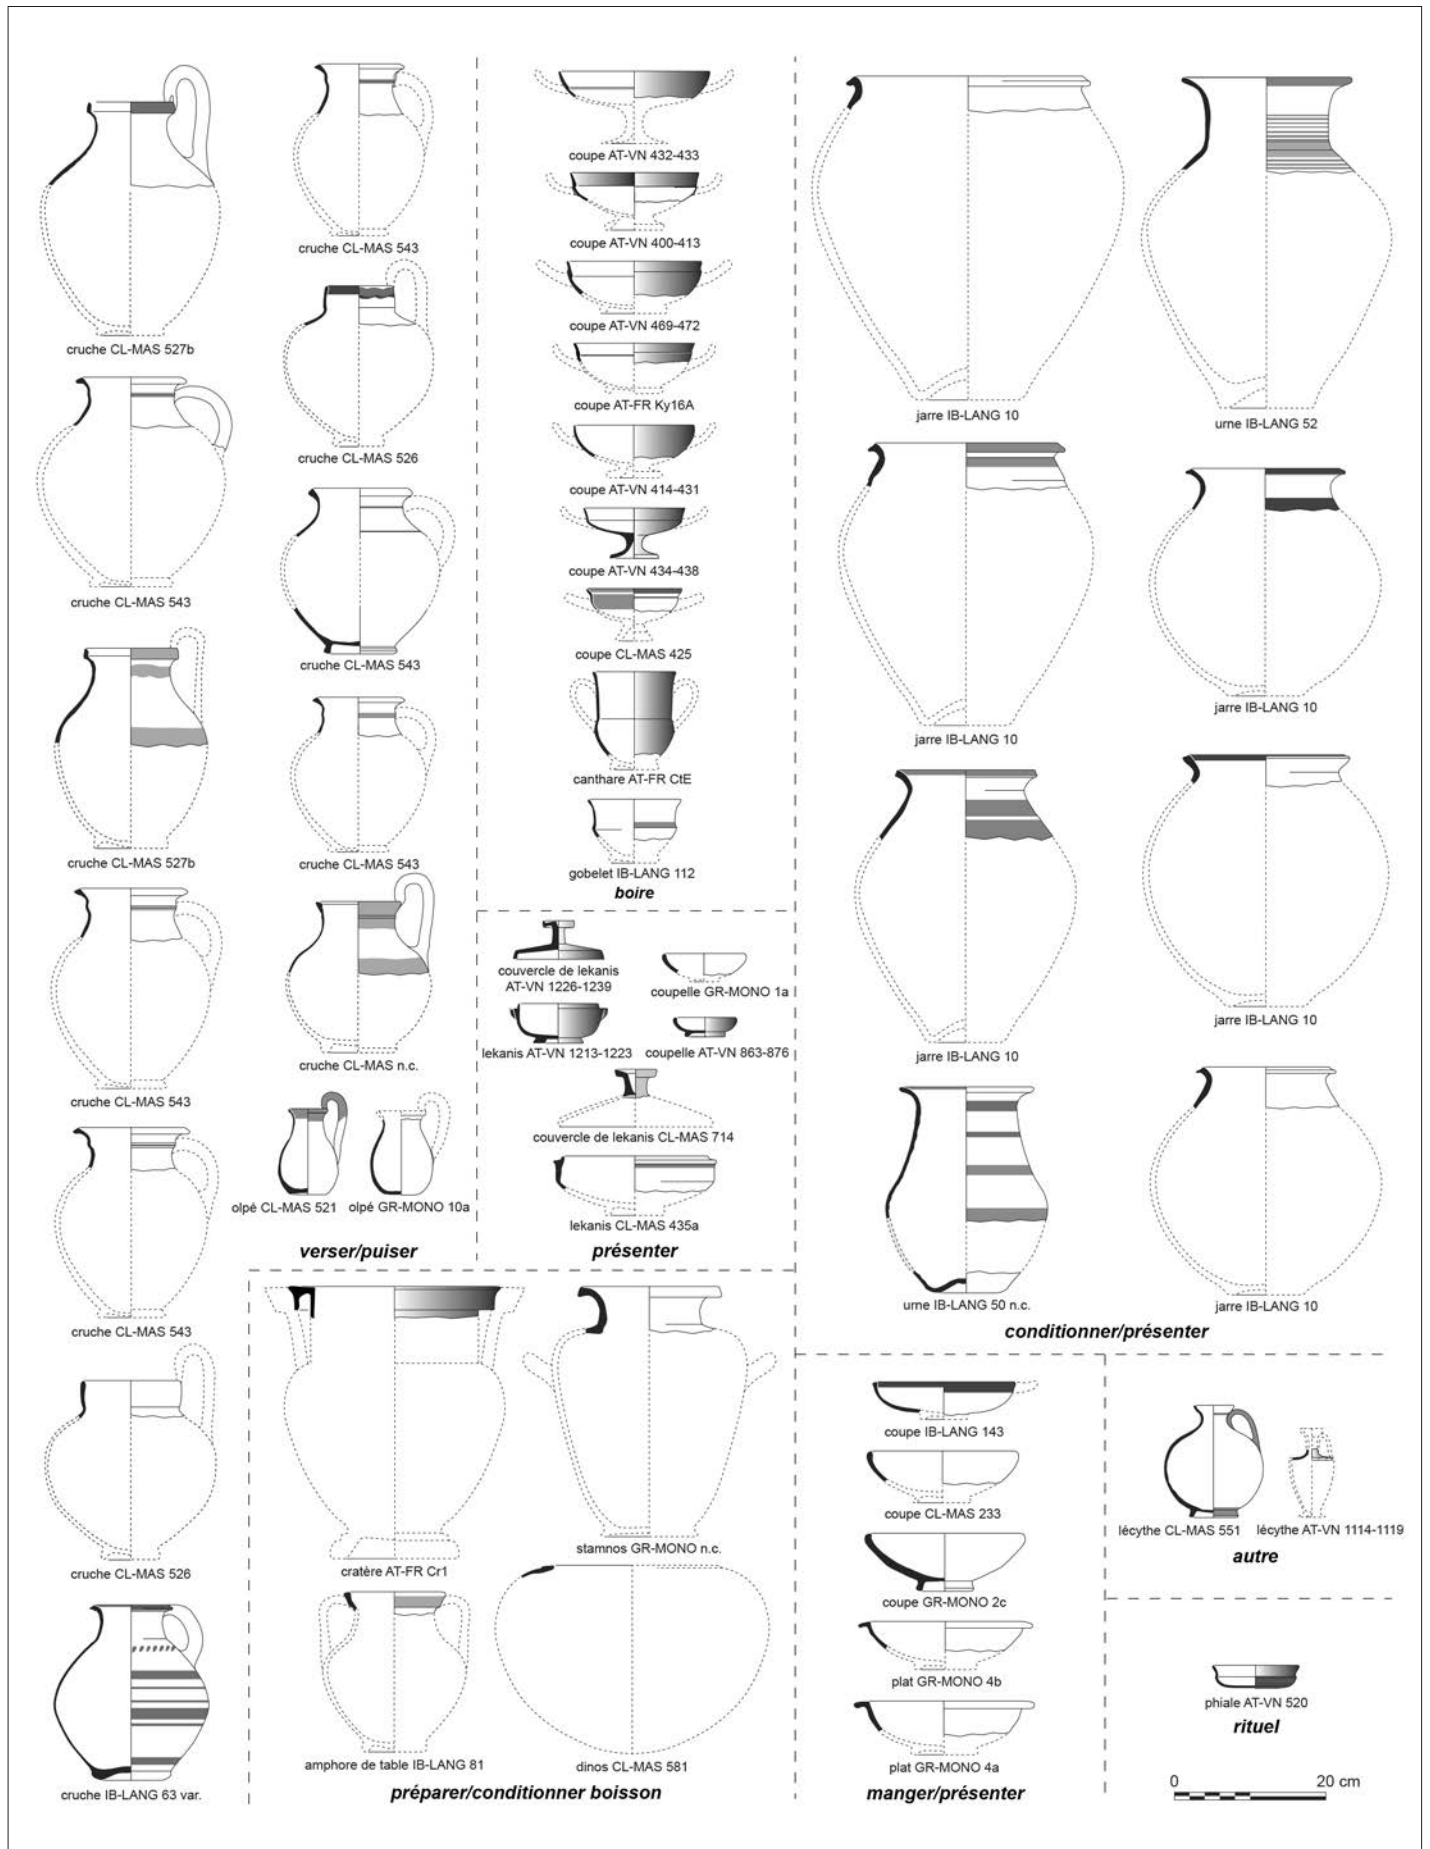 cruche CL-MAS 527b
cruche CL-MAS 543
cruche CL-MAS 527b
cruche CL-MAS 543
cruche CL-MAS 543
cruche CL-MAS 526
cruche IB-LANG 63 var.
cruche CL-MAS 543
cruche CL-MAS 526
cruche CL-MAS 543
cruche CL-MAS 543
cruche CL-MAS n.c.
olpé CL-MAS 521
olpé GR-MONO 10a
verser/puiser
coupe AT-VN 432-433
coupe AT-VN 400-413
coupe AT-VN 469-472
coupe AT-FR Ky16A
coupe AT-VN 414-431
coupe AT-VN 434-438
coupe CL-MAS 425
canthare AT-FR CtE
gobelet IB-LANG 112
boire
couvercle de lekanis
AT-VN 1226-1239
coupelle GR-MONO 1a
lekanis AT-VN 1213-1223
coupelle AT-VN 863-876
couvercle de lekanis CL-MAS 714
lekanis CL-MAS 435a
présenter
cratère AT-FR Cr1
stamnos GR-MONO n.c.
amphore de table IB-LANG 81
dinos CL-MAS 581
préparer/conditionner boisson
jarre IB-LANG 10
urne IB-LANG 52
jarre IB-LANG 10
jarre IB-LANG 10
jarre IB-LANG 10
jarre IB-LANG 10
urne IB-LANG 50 n.c.
jarre IB-LANG 10
conditionner/présenter
coupe IB-LANG 143
coupe CL-MAS 233
coupe GR-MONO 2c
plat GR-MONO 4b
plat GR-MONO 4a
manger/présenter
lécythe CL-MAS 551
lécythe AT-VN 1114-1119
autre
phiale AT-VN 520
rituel
0 20 cm